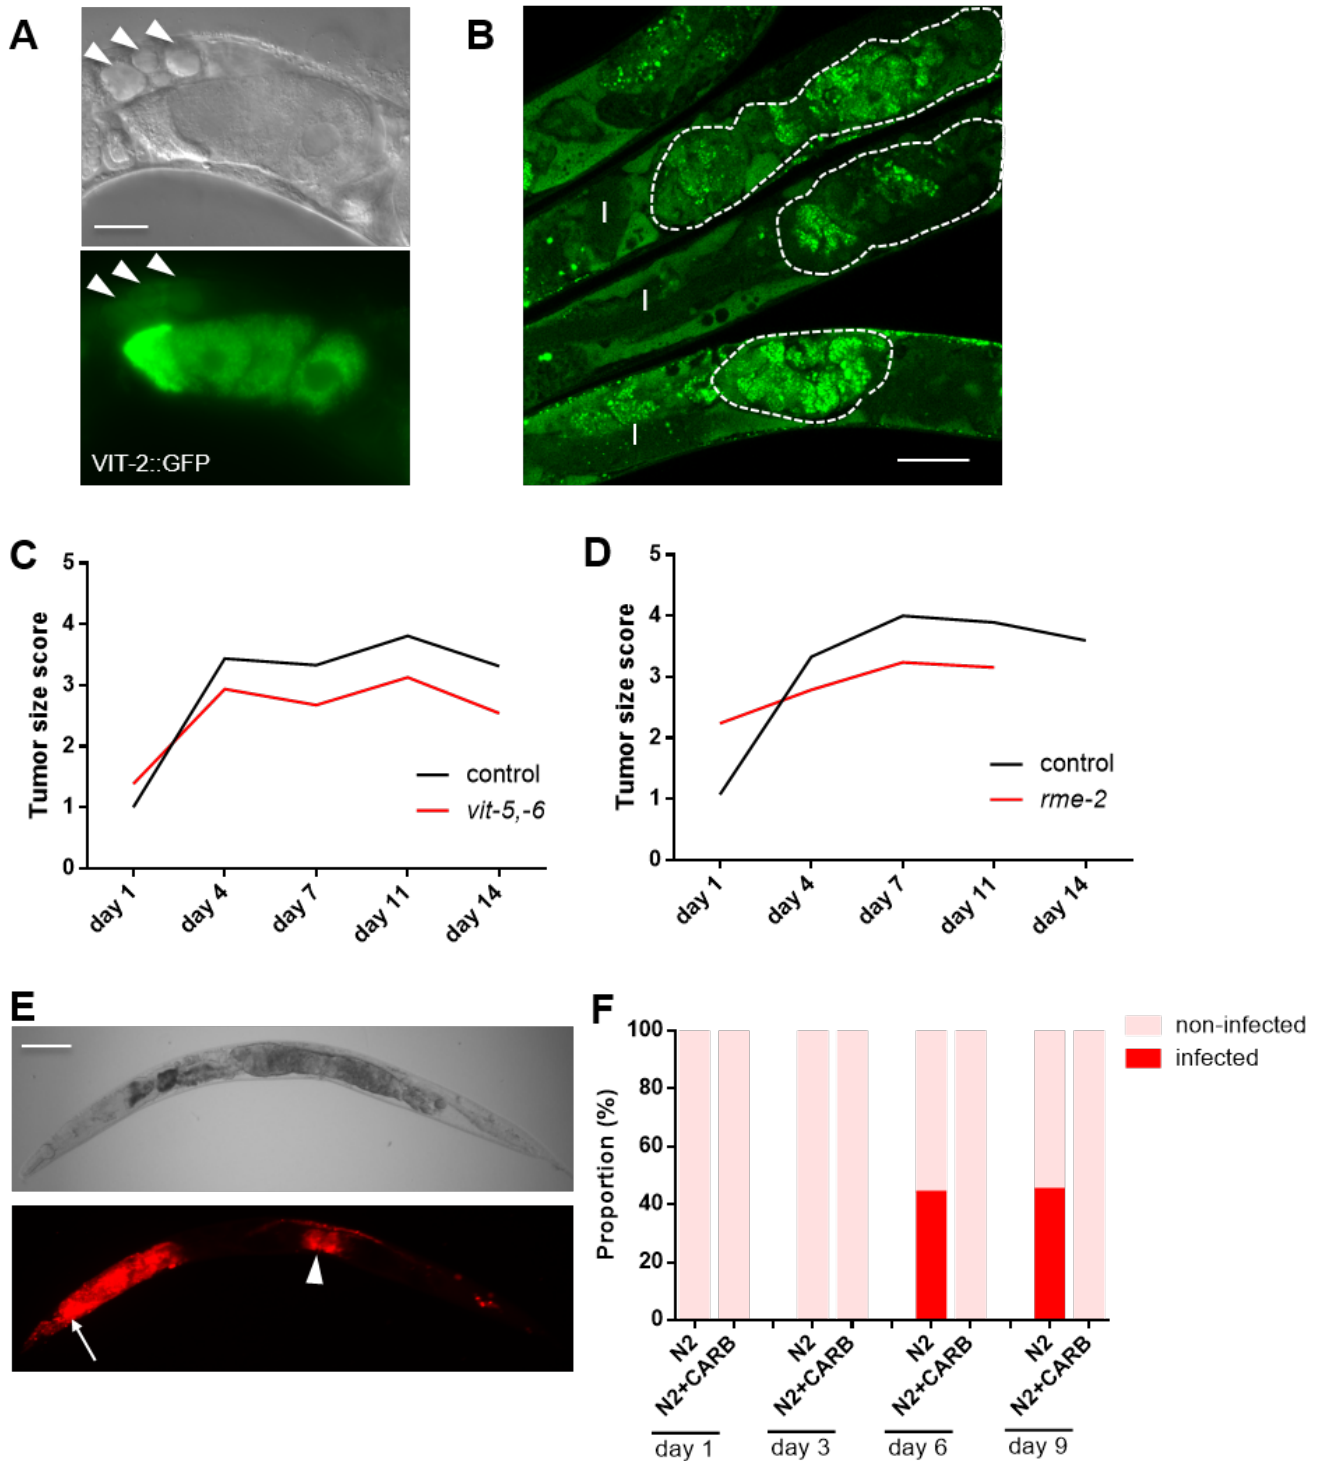 A
B
VIT-2::GFP
I
I
I
C
5
4
3
2
1
0
Tumor size score
control
vit-5,-6
day 1
day 4
day 7
day 11
day 14
D
5
4
3
2
1
0
Tumor size score
control
rme-2
day 1
day 4
day 7
day 11
day 14
E
F
100
80
60
40
20
0
Proportion (%)
non-infected
infected
N2
N2+CARB
N2
N2+CARB
N2
N2+CARB
N2
N2+CARB
day 1
day 3
day 6
day 9